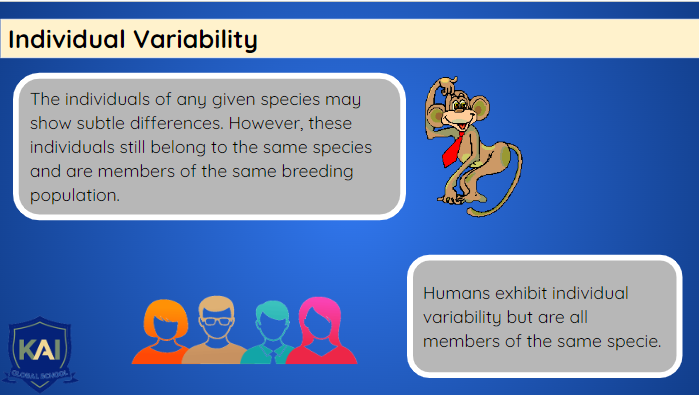 Individual Variability
The individuals of any given species may
show subtle differences. However, these
individuals still belong to the same species
and are members of the same breeding
population.
Humans exhibit individual
variability but are all
members of the same specie.
KAI
GLOBAL SCHOOL